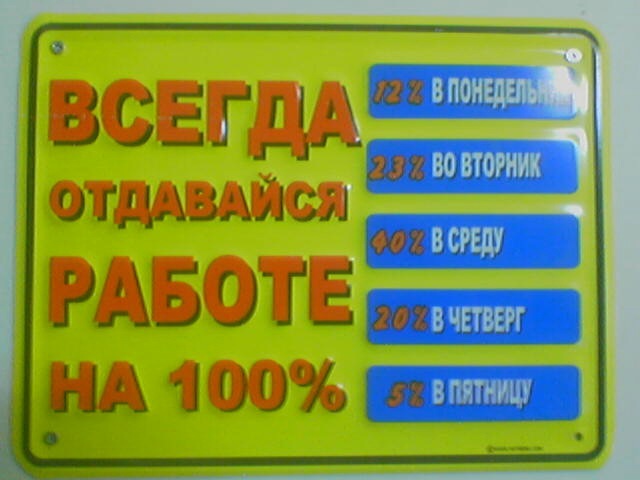 ВСЕГДА
ОТДАВАЙСЯ
РАБОТЕ
НА 100%
12% В ПОНЕДЕЛЬНИК
23% ВО ВТОРНИК
40% В СРЕДУ
20% В ЧЕТВЕРГ
5% В ПЯТНИЦУ